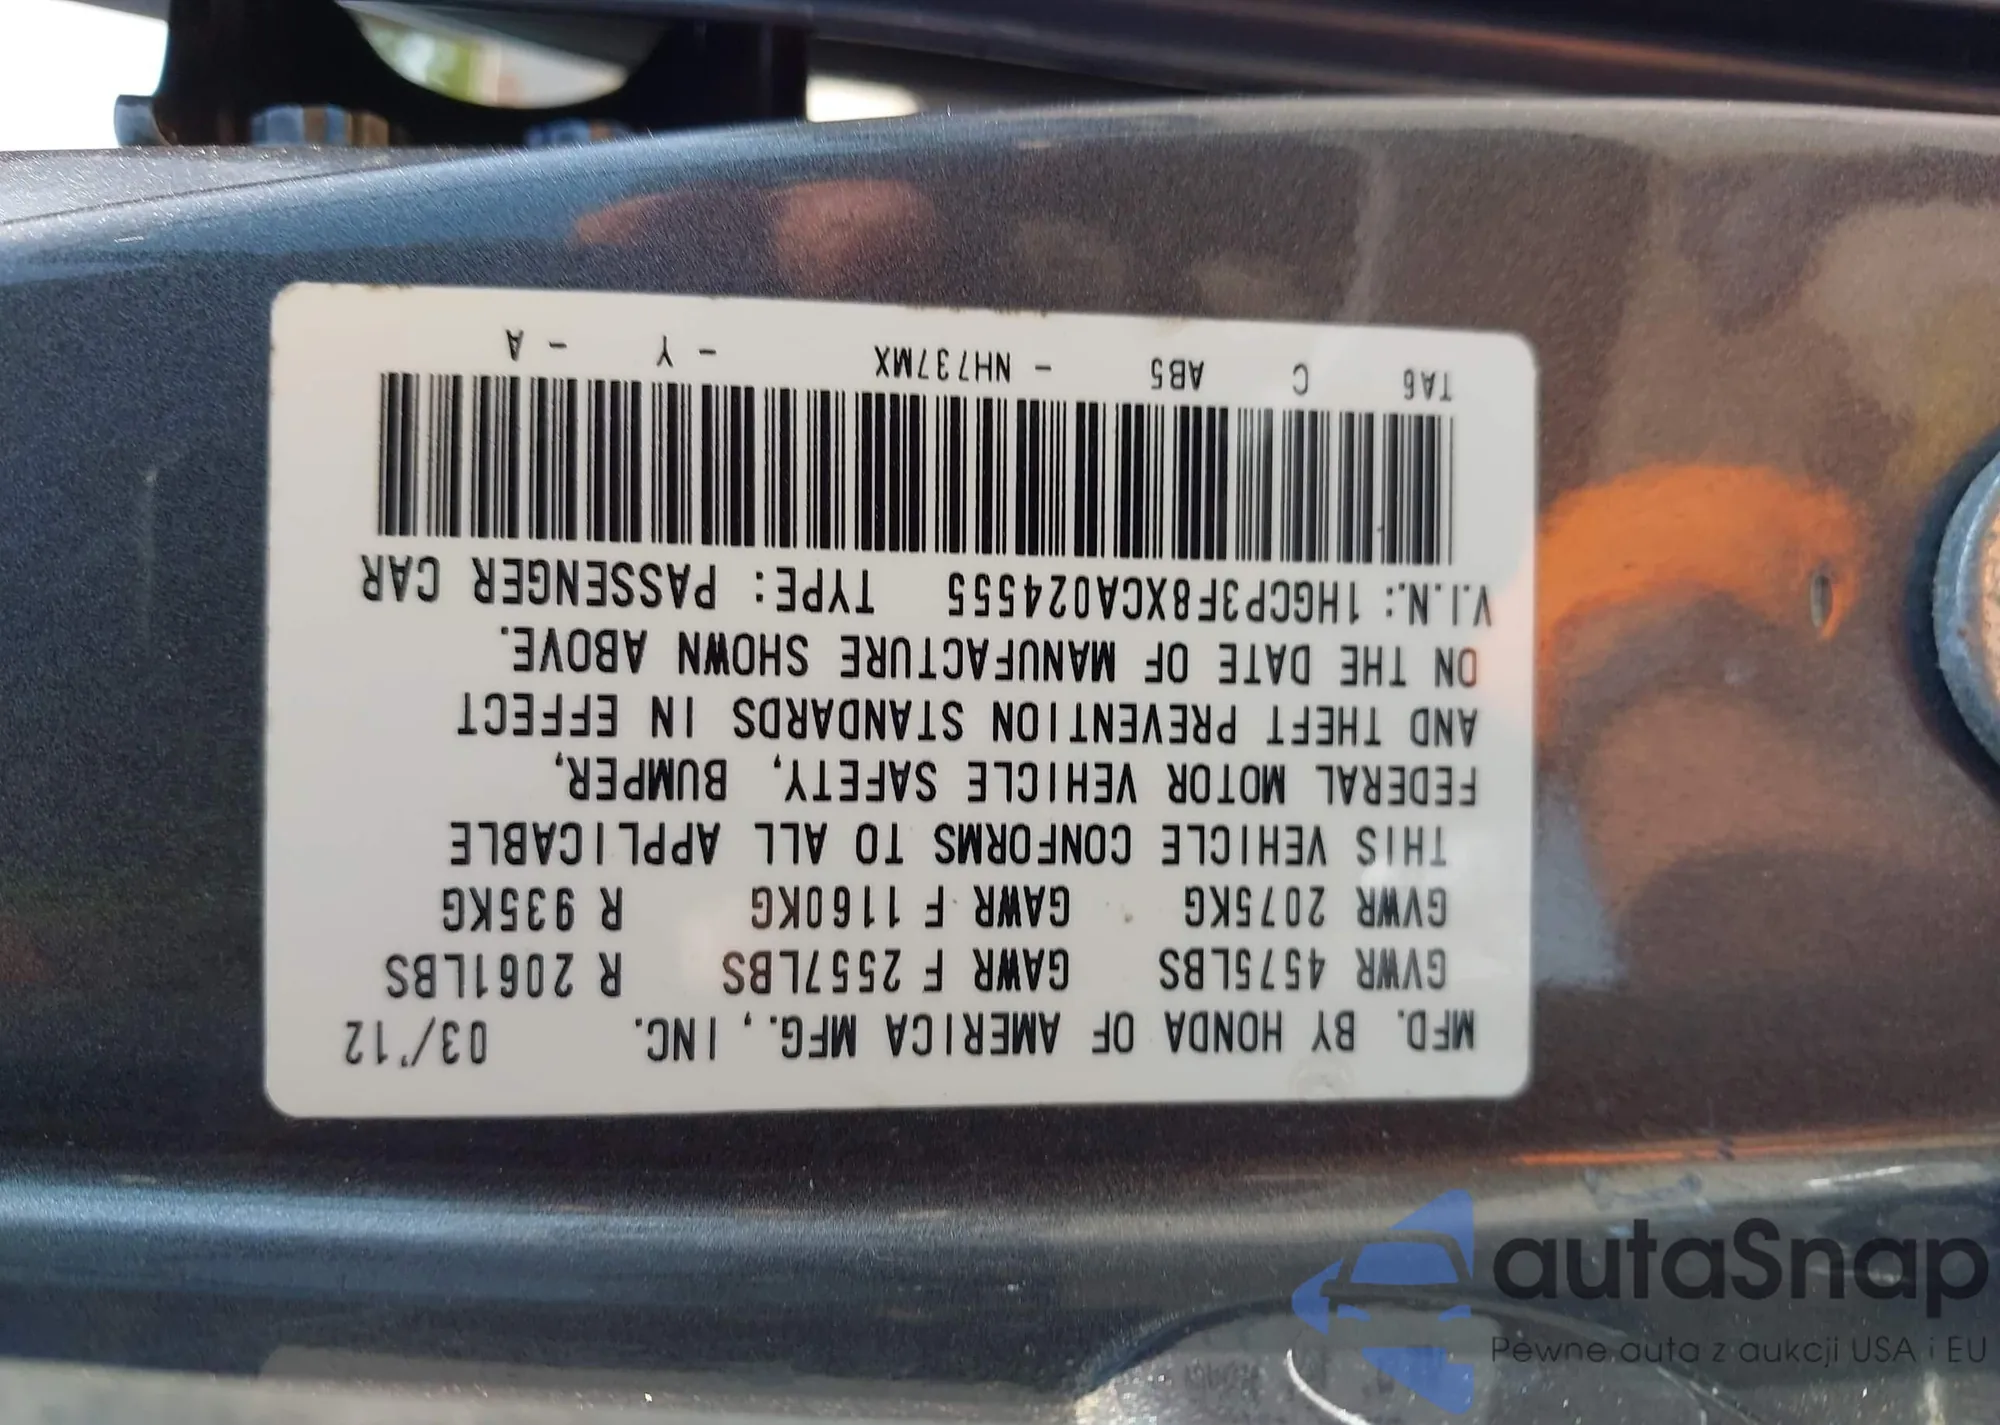 MFD. BY HONDA OF AMERICA MFG., INC. 03/'12
GVWR 4575LBS GAWR F 2557LBS R 2061LBS
GVWR 2075KG GAWR F 1160KG R 935KG
THIS VEHICLE CONFORMS TO ALL APPLICABLE
FEDERAL MOTOR VEHICLE SAFETY, BUMPER,
AND THEFT PREVENTION STANDARDS IN EFFECT
ON THE DATE OF MANUFACTURE SHOWN ABOVE.
V.I.N.: 1HGCP3F8XCA024555 TYPE: PASSENGER CAR
TA6 C AB5 - NH737MX - Y - A
autaSnap
Pewne auta z aukcji USA i EU